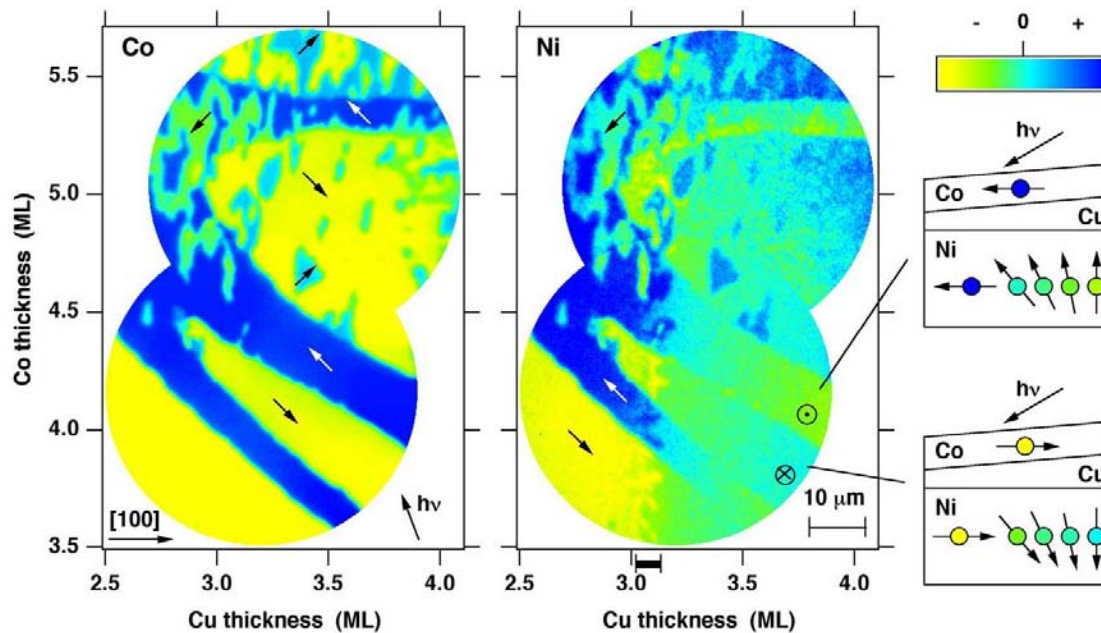 Co
Ni
- 0 +
5.5
5.0
4.5
4.0
3.5
Co thickness (ML)
[100]
hν
10 μm
2.5 3.0 3.5 4.0
2.5 3.0 3.5 4.0
Cu thickness (ML)
Cu thickness (ML)
hν
Co
Cu
Ni
hν
Co
Cu
Ni